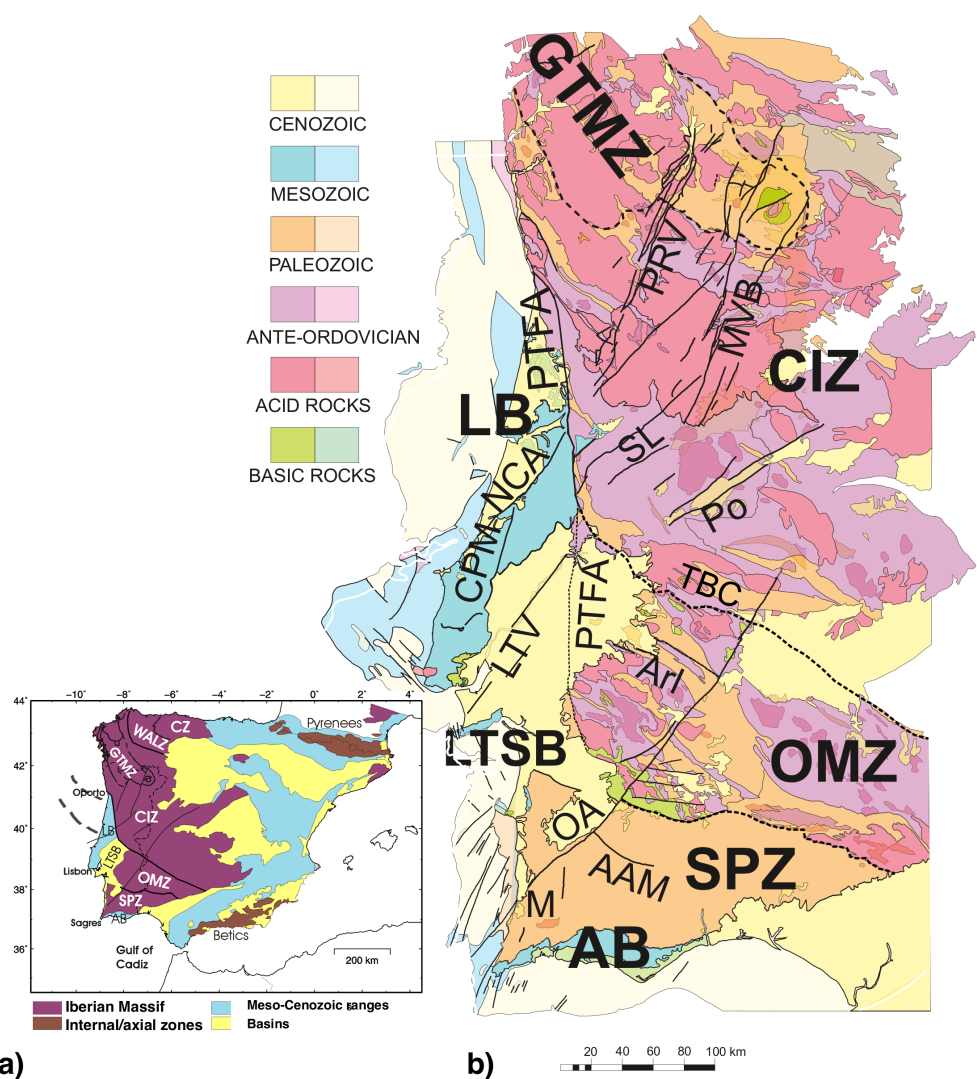 CENOZOIC
MESOZOIC
PALEOZOIC
ANTE-ORDOVICIAN
ACID ROCKS
BASIC ROCKS
GTMZ
PRV
MVB
PTFA
CIZ
LB
SL
NCA
CPM
Po
TBC
PTFA
LTV
Arl
LTSB
OMZ
OA
AAM
SPZ
M
AB
−10° −8° −6° −4° −2° 0° 2° 4°
44°
42°
40°
38°
36°
CZ
WALZ
GTMZ
Pyrenees
Oporto
CIZ
LB
LTSB
Lisbon
OMZ
SPZ
Sagres
AB
Betics
Gulf of
Cadiz
200 km
Iberian Massif
Meso-Cenozoic ranges
Internal/axial zones
Basins
a)
b)
20 40 60 80 100 km